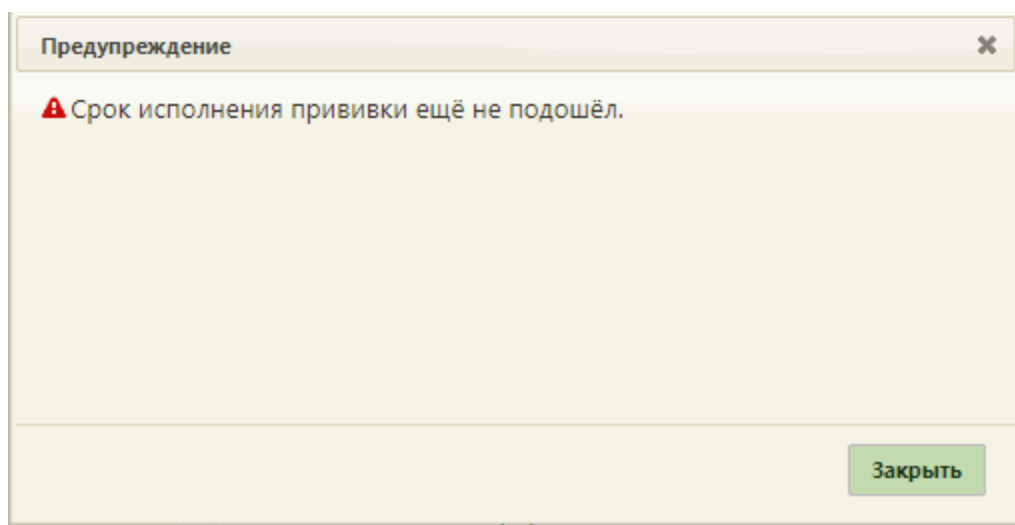 Предупреждение
Срок исполнения прививки ещё не подошёл.
Закрыть